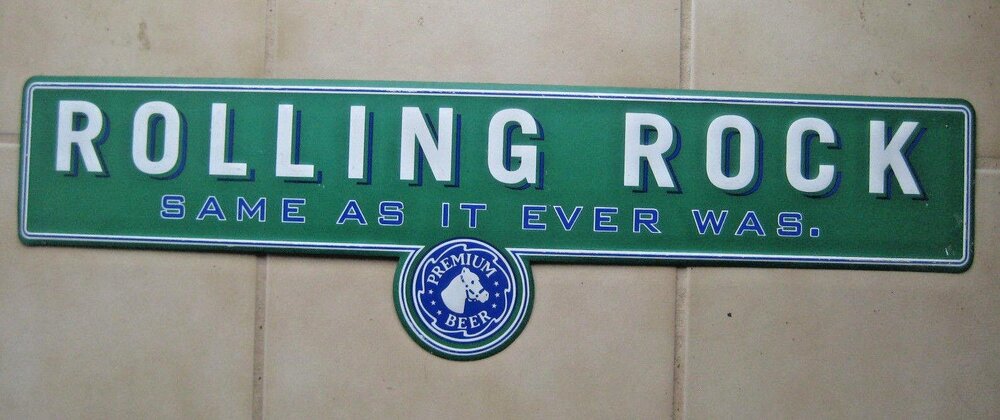 ROLLING ROCK
SAME AS IT EVER WAS.
PREMIUM
BEER